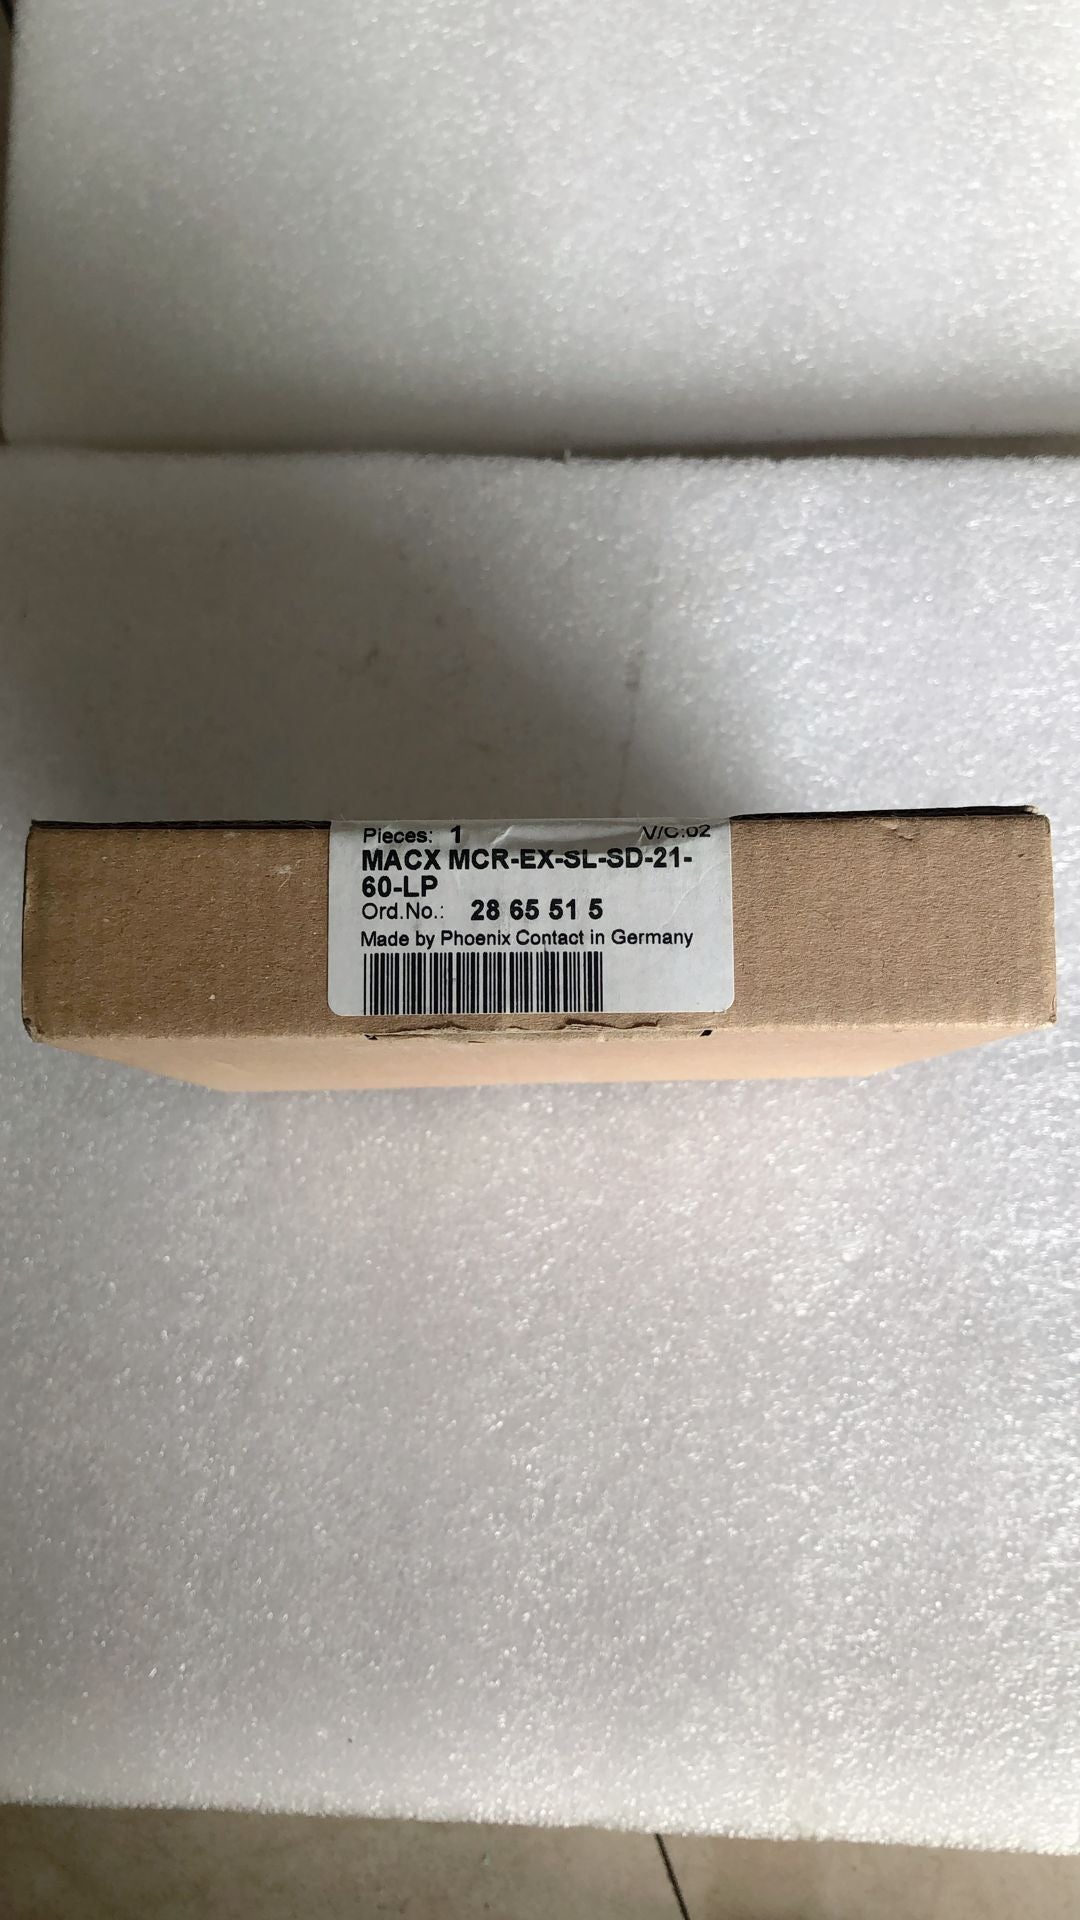 Pieces: 1 V/C:02
MACX MCR-EX-SL-SD-21-
60-LP
Ord.No.: 28 65 51 5
Made by Phoenix Contact in Germany